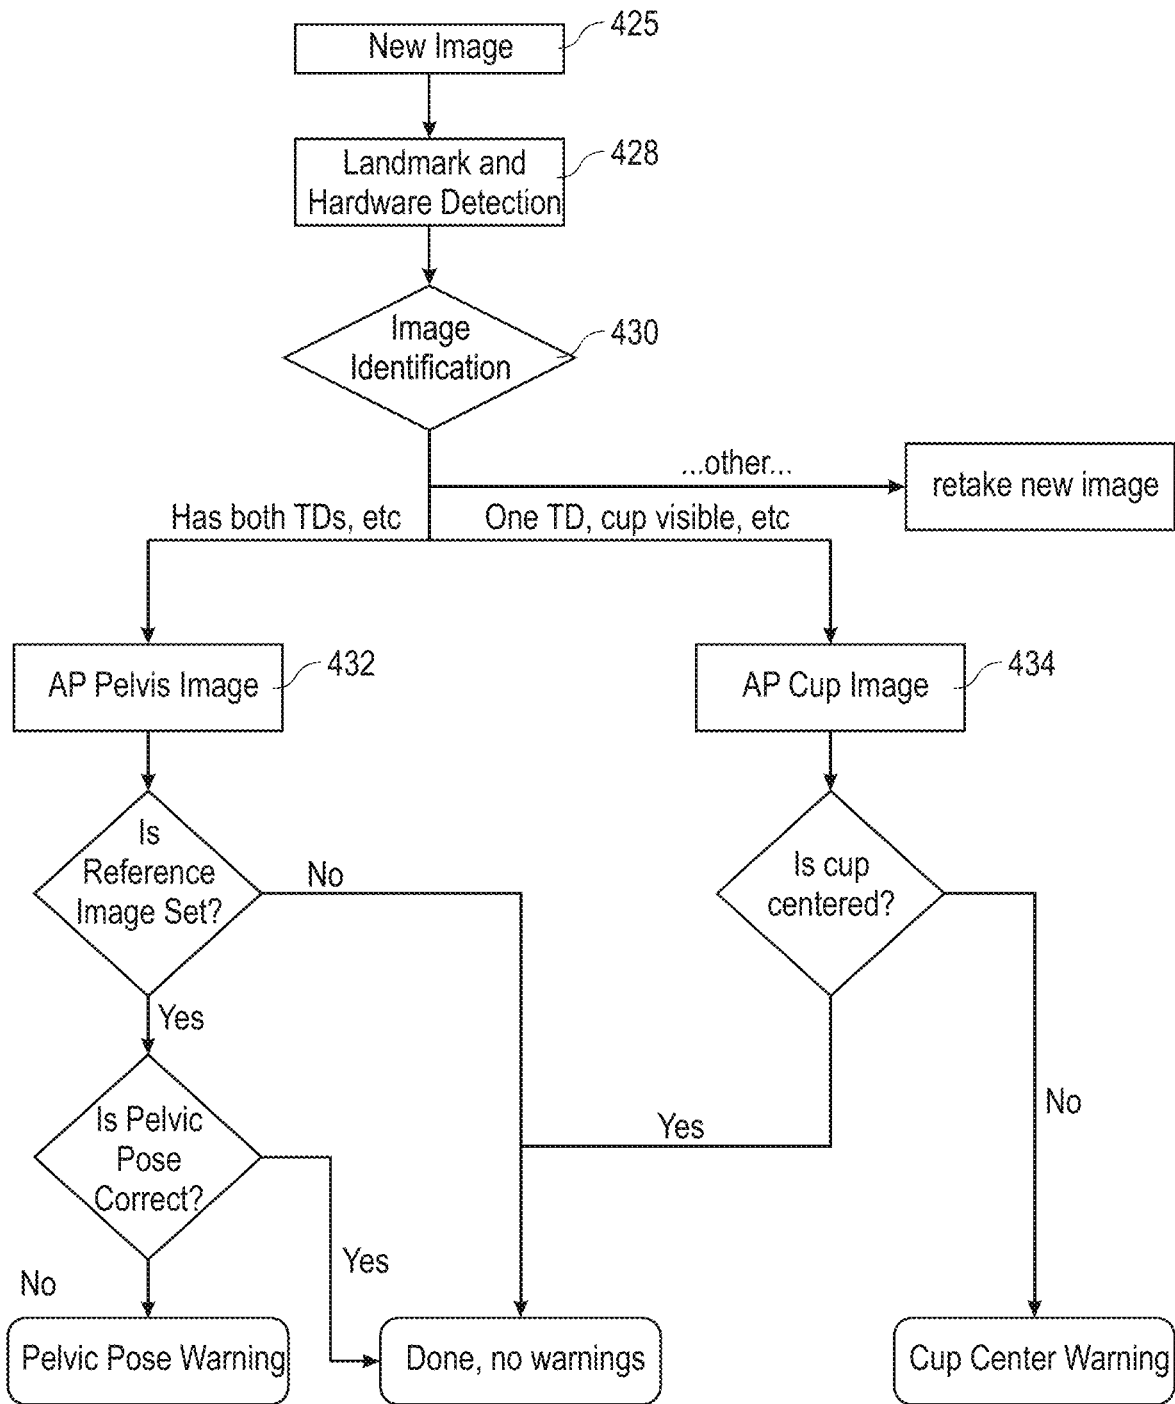 New Image
425
Landmark and
Hardware Detection
428
Image
Identification
430
...other...
retake new image
Has both TDs, etc
One TD, cup visible, etc
AP Pelvis Image
432
AP Cup Image
434
Is
Reference
Image Set?
No
Is cup
centered?
Yes
No
Is Pelvic
Pose
Correct?
Yes
No
Yes
Pelvic Pose Warning
Done, no warnings
Cup Center Warning